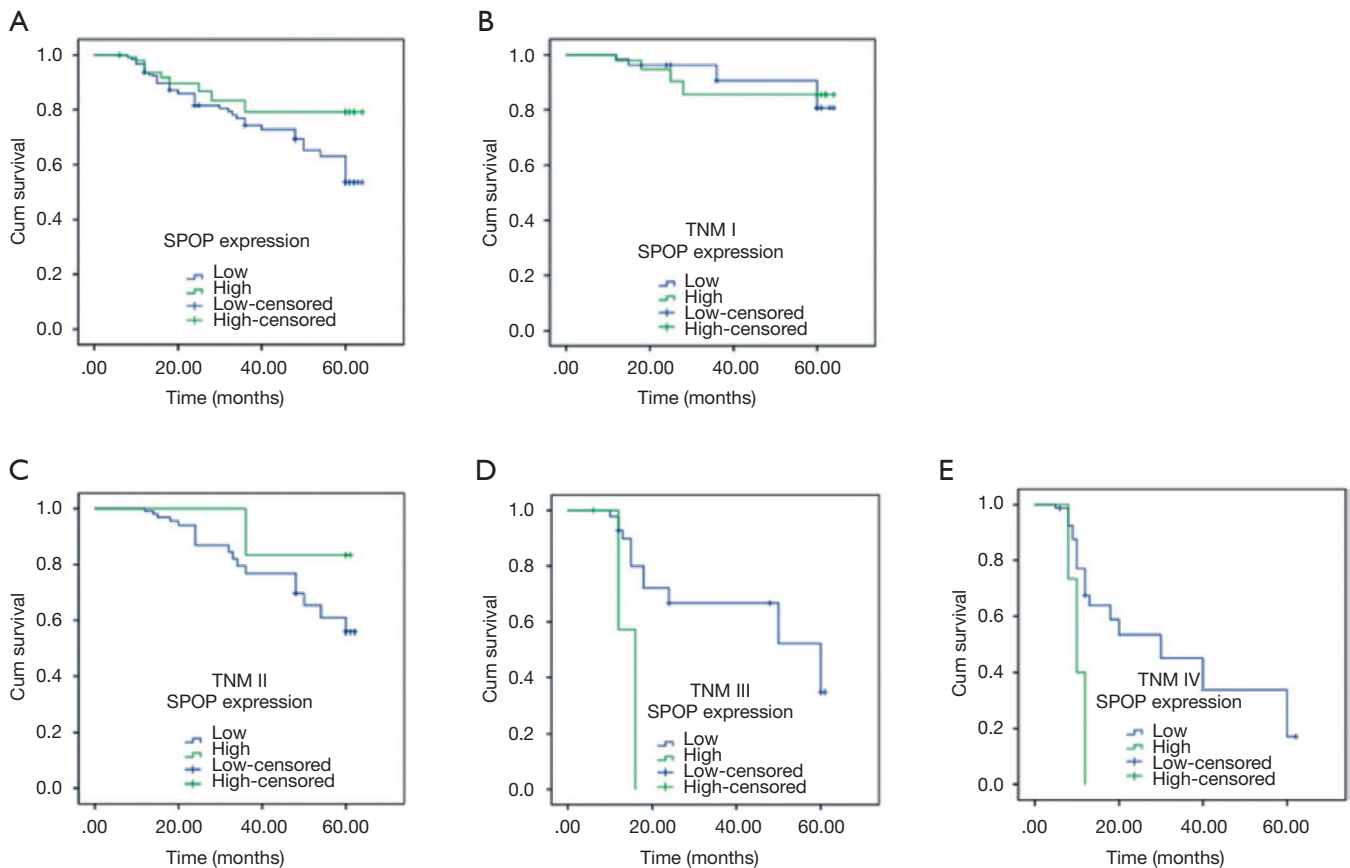 A
Cum survival
1.0
0.8
0.6
0.4
0.2
0.0
SPOP expression
Low
High
Low-censored
High-censored
.00 20.00 40.00 60.00
Time (months)
B
Cum survival
1.0
0.8
0.6
0.4
0.2
0.0
TNM I
SPOP expression
Low
High
Low-censored
High-censored
.00 20.00 40.00 60.00
Time (months)
C
Cum survival
1.0
0.8
0.6
0.4
0.2
0.0
TNM II
SPOP expression
Low
High
Low-censored
High-censored
.00 20.00 40.00 60.00
Time (months)
D
Cum survival
1.0
0.8
0.6
0.4
0.2
0.0
TNM III
SPOP expression
Low
High
Low-censored
High-censored
.00 20.00 40.00 60.00
Time (months)
E
Cum survival
1.0
0.8
0.6
0.4
0.2
0.0
TNM IV
SPOP expression
Low
High
Low-censored
High-censored
.00 20.00 40.00 60.00
Time (months)